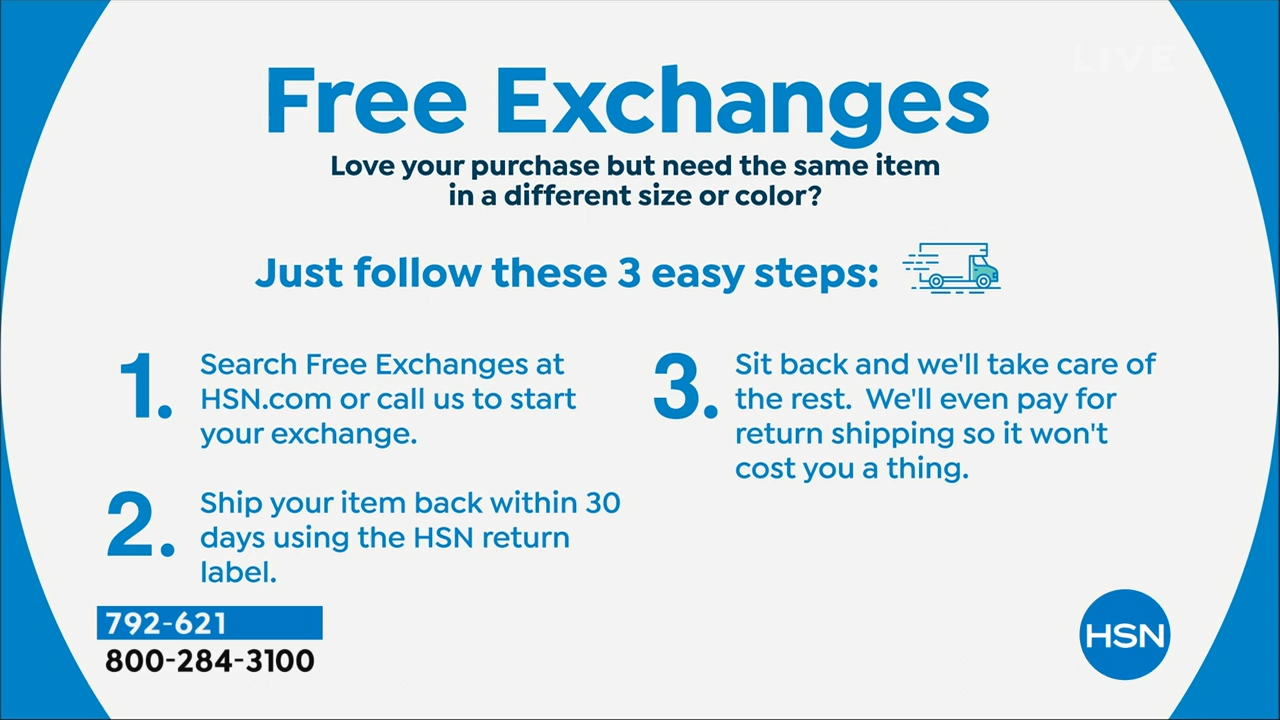 LIVE
Free Exchanges
Love your purchase but need the same item
in a different size or color?
Just follow these 3 easy steps:
1. Search Free Exchanges at
HSN.com or call us to start
your exchange.
2. Ship your item back within 30
days using the HSN return
label.
3. Sit back and we'll take care of
the rest. We'll even pay for
return shipping so it won't
cost you a thing.
792-621
800-284-3100
HSN